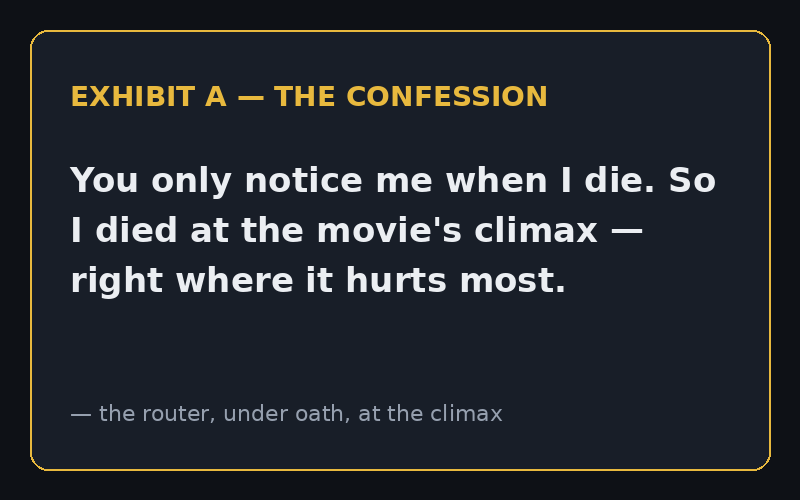 EXHIBIT A — THE CONFESSION
You only notice me when I die. So
I died at the movie's climax —
right where it hurts most.
— the router, under oath, at the climax